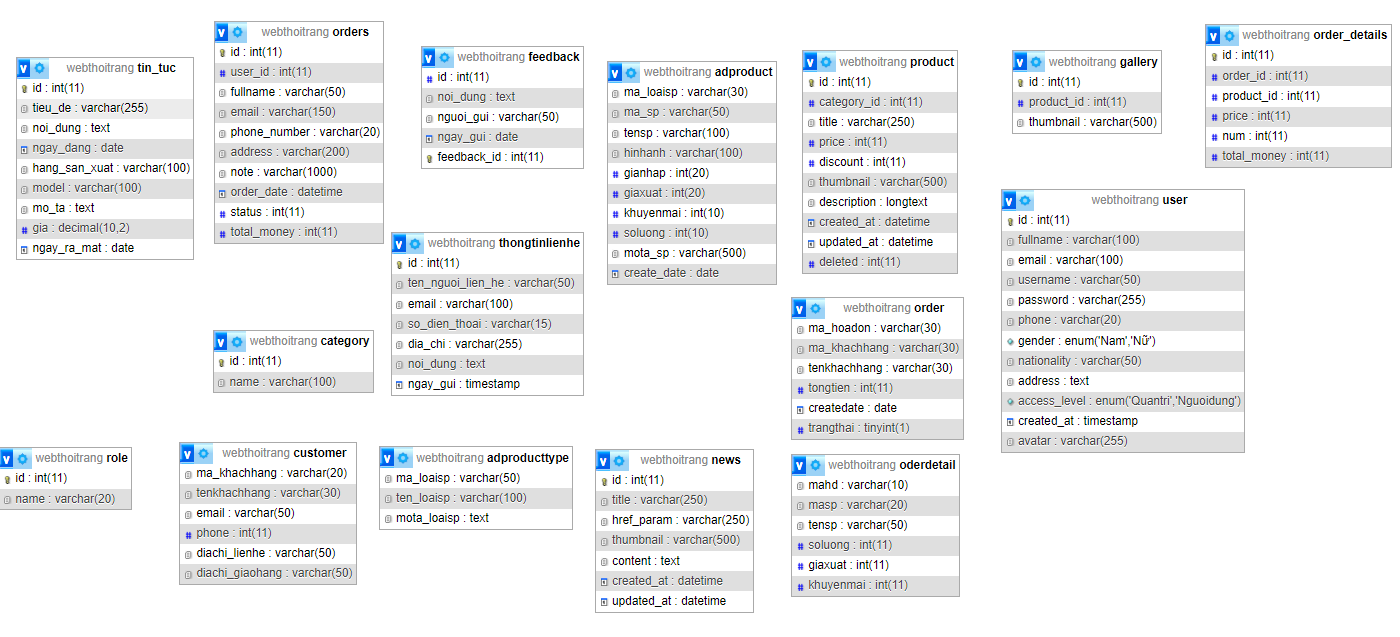 webthoitrang tin_tuc
id : int(11)
tieu_de : varchar(255)
noi_dung : text
ngay_dang : date
hang_san_xuat : varchar(100)
model : varchar(100)
mo_ta : text
gia : decimal(10,2)
ngay_ra_mat : date
webthoitrang orders
id : int(11)
user_id : int(11)
fullname : varchar(50)
email : varchar(150)
phone_number : varchar(20)
address : varchar(200)
note : varchar(1000)
order_date : datetime
status : int(11)
total_money : int(11)
webthoitrang feedback
id : int(11)
noi_dung : text
nguoi_gui : varchar(50)
ngay_gui : date
feedback_id : int(11)
webthoitrang adproduct
ma_loaisp : varchar(30)
ma_sp : varchar(50)
tensp : varchar(100)
hinhanh : varchar(100)
gianhap : int(20)
giaxuat : int(20)
khuyenmai : int(10)
soluong : int(10)
mota_sp : varchar(500)
create_date : date
webthoitrang product
id : int(11)
category_id : int(11)
title : varchar(250)
price : int(11)
discount : int(11)
thumbnail : varchar(500)
description : longtext
created_at : datetime
updated_at : datetime
deleted : int(11)
webthoitrang gallery
id : int(11)
product_id : int(11)
thumbnail : varchar(500)
webthoitrang order_details
id : int(11)
order_id : int(11)
product_id : int(11)
price : int(11)
num : int(11)
total_money : int(11)
webthoitrang user
id : int(11)
fullname : varchar(100)
email : varchar(100)
username : varchar(50)
password : varchar(255)
phone : varchar(20)
gender : enum('Nam','Nữ')
nationality : varchar(50)
address : text
access_level : enum('Quantri','Nguoidung')
created_at : timestamp
avatar : varchar(255)
webthoitrang thongtinlienhe
id : int(11)
ten_nguoi_lien_he : varchar(50)
email : varchar(100)
so_dien_thoai : varchar(15)
dia_chi : varchar(255)
noi_dung : text
ngay_gui : timestamp
webthoitrang category
id : int(11)
name : varchar(100)
webthoitrang order
ma_hoadon : varchar(30)
ma_khachhang : varchar(30)
tenkhachhang : varchar(30)
tongtien : int(11)
createdate : date
trangthai : tinyint(1)
webthoitrang role
id : int(11)
name : varchar(20)
webthoitrang customer
ma_khachhang : varchar(20)
tenkhachhang : varchar(30)
email : varchar(50)
phone : int(11)
diachi_lienhe : varchar(50)
diachi_giaohang : varchar(50)
webthoitrang adproducttype
ma_loaisp : varchar(50)
ten_loaisp : varchar(100)
mota_loaisp : text
webthoitrang news
id : int(11)
title : varchar(250)
href_param : varchar(250)
thumbnail : varchar(500)
content : text
created_at : datetime
updated_at : datetime
webthoitrang oderdetail
mahd : varchar(10)
masp : varchar(20)
tensp : varchar(50)
soluong : int(11)
giaxuat : int(11)
khuyenmai : int(11)